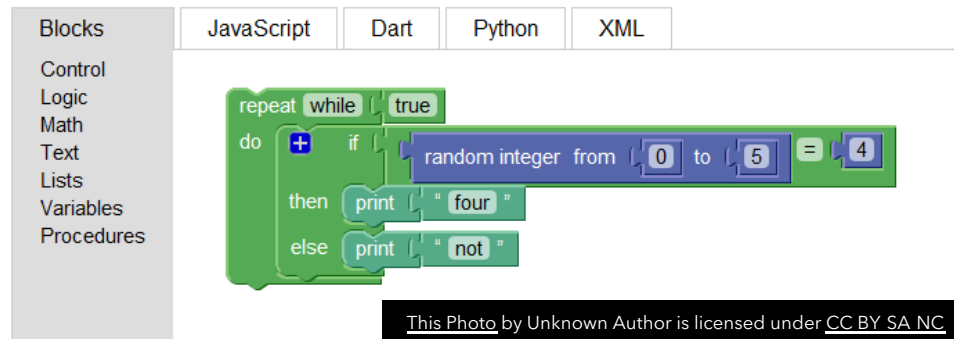 Blocks JavaScript Dart Python XML
Control
Logic
Math
Text
Lists
Variables
Procedures
repeat while true
do if random integer from 0 to 5 = 4
then print “ four ”
else print “ not ”
This Photo by Unknown Author is licensed under CC BY SA NC